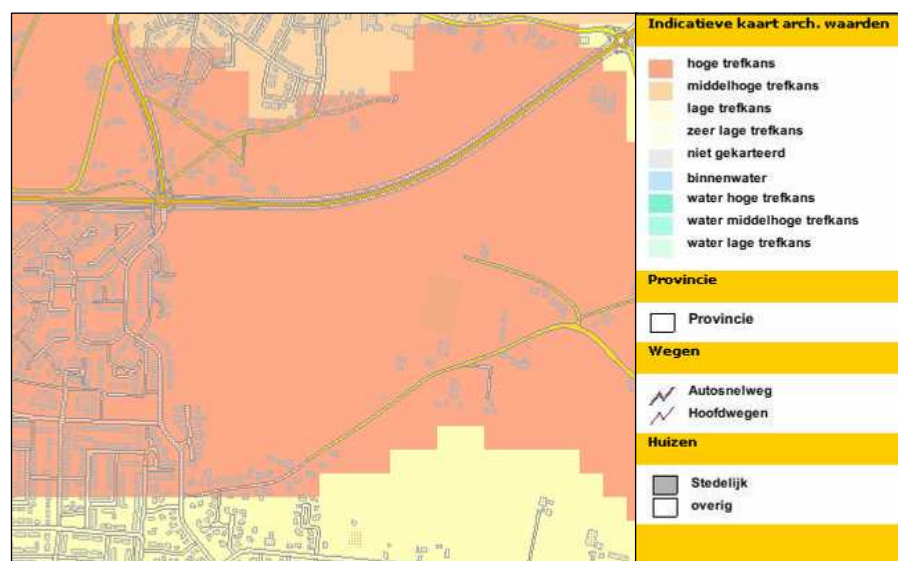 Indicatieve kaart arch. waarden
hoge trefkans
middelhoge trefkans
lage trefkans
zeer lage trefkans
niet gekarteerd
binnenwater
water hoge trefkans
water middelhoge trefkans
water lage trefkans
Provincie
Provincie
Wegen
Autosnelweg
Hoofdwegen
Huizen
Stedelijk
overig